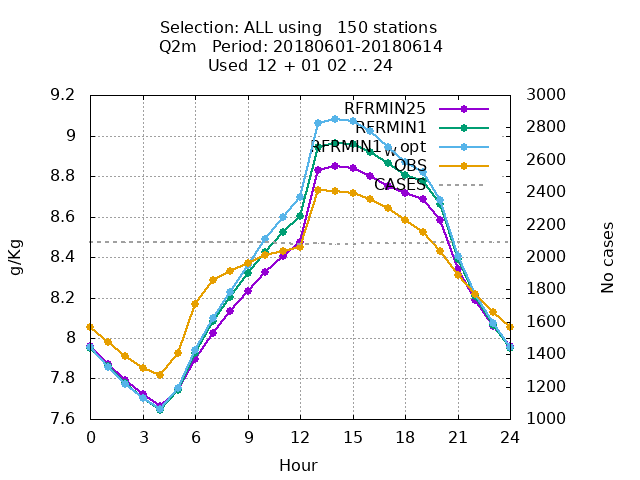 Selection: ALL using 150 stations
Q2m Period: 20180601-20180614
Used 12 + 01 02 ... 24
RFRMIN25
RFRMIN1
RFRMIN1wopt
OBS
CASES
g/Kg
9.2
9
8.8
8.6
8.4
8.2
8
7.8
7.6
3000
2800
2600
2400
2200
2000
1800
1600
1400
1200
1000
No cases
0 3 6 9 12 15 18 21 24
Hour